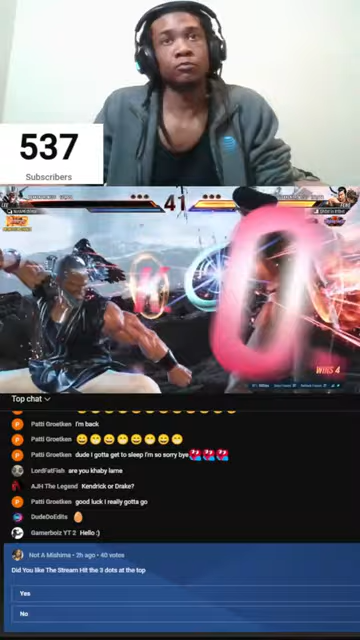 537
Subscribers
41
LEE
FENG
K
O
WINS 4
Top chat
Patti Groetken I'm back
Patti Groetken
Patti Groetken dude I gotta get to sleep I'm so sorry bye
LordFatFish are you khaby lame
AJH The Legend Kendrick or Drake?
Patti Groetken good luck I really gotta go
DudeDoEdits
Gamerboiz YT 2 Hello :)
Not A Mishima • 2h ago • 40 votes
Did You like The Stream Hit the 3 dots at the top
Yes
No